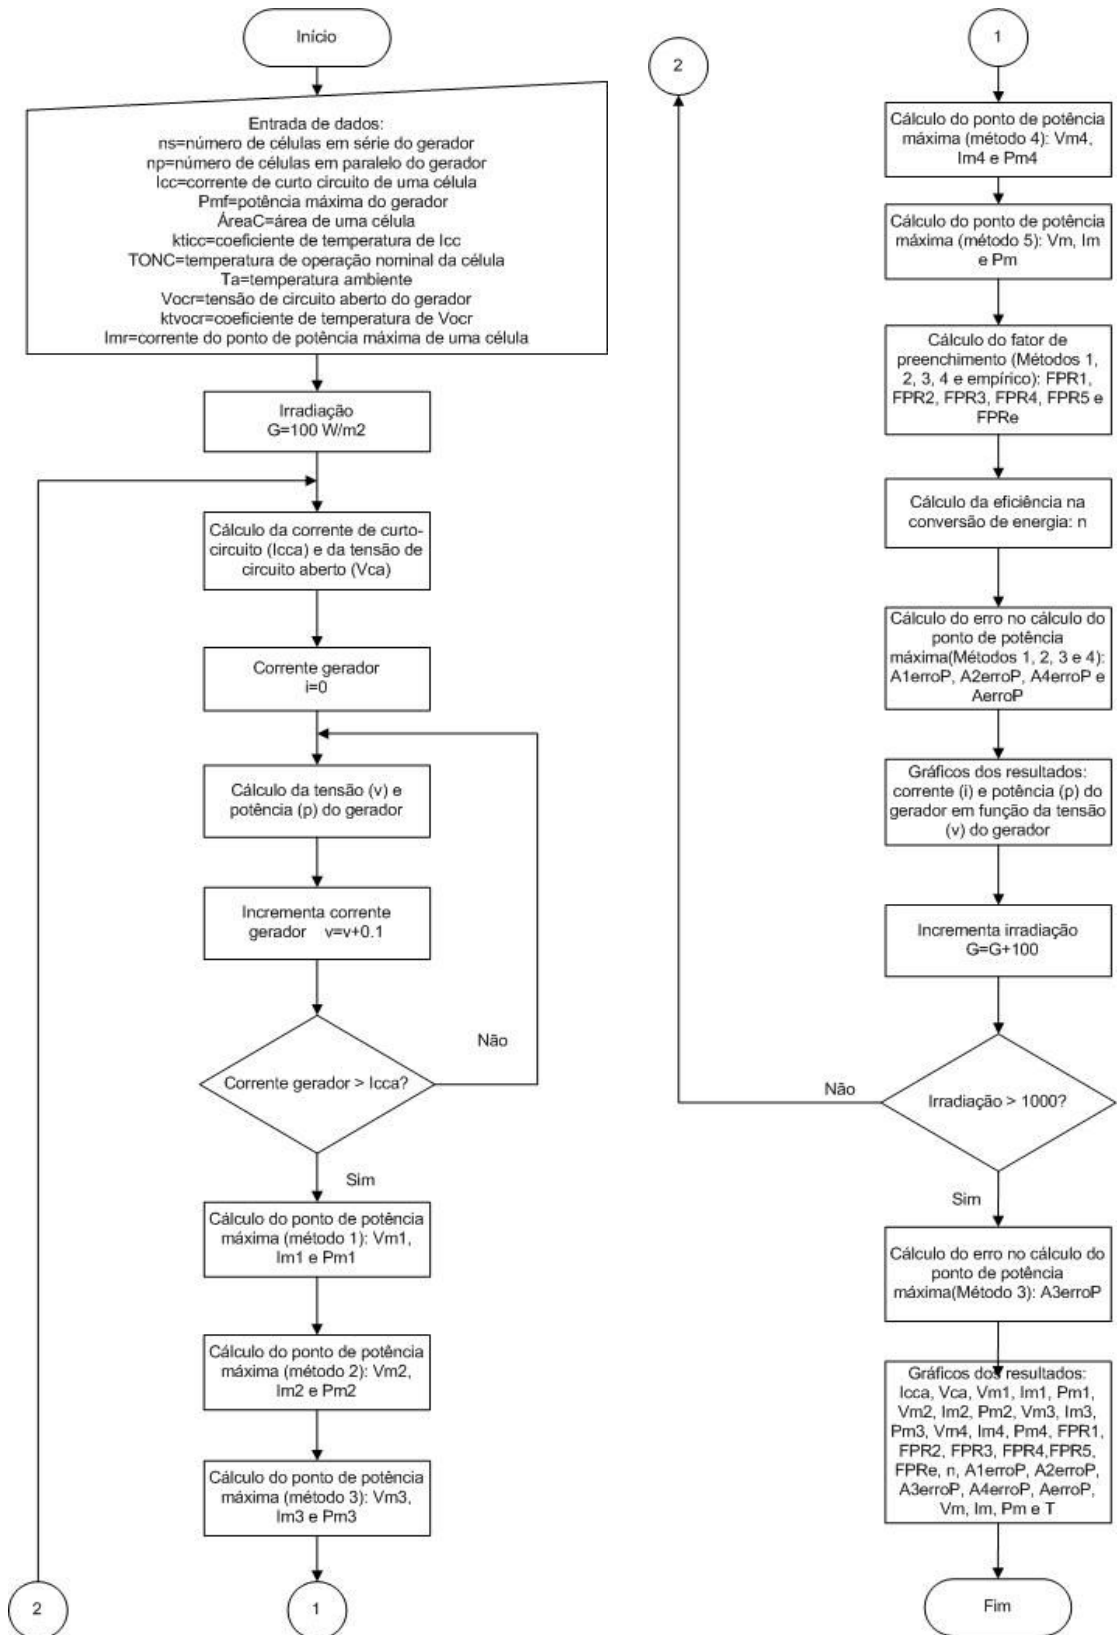 Início
Entrada de dados:
ns=número de células em série do gerador
np=número de células em paralelo do gerador
Icc=corrente de curto circuito de uma célula
Pmf=potência máxima do gerador
ÁreaC=área de uma célula
kticc=coeficiente de temperatura de Icc
TONC=temperatura de operação nominal da célula
Ta=temperatura ambiente
Vocr=tensão de circuito aberto do gerador
ktvocr=coeficiente de temperatura de Vocr
Imr=corrente do ponto de potência máxima de uma célula
Irradiação
G=100 W/m2
Cálculo da corrente de curto-
circuito (Icca) e da tensão de
circuito aberto (Vca)
Corrente gerador
i=0
Cálculo da tensão (v) e
potência (p) do gerador
Incrementa corrente
gerador v=v+0.1
Corrente gerador > Icca?
Não
Sim
Cálculo do ponto de potência
máxima (método 1): Vm1,
Im1 e Pm1
Cálculo do ponto de potência
máxima (método 2): Vm2,
Im2 e Pm2
Cálculo do ponto de potência
máxima (método 3): Vm3,
Im3 e Pm3
2
1
2
1
Cálculo do ponto de potência
máxima (método 4): Vm4,
Im4 e Pm4
Cálculo do ponto de potência
máxima (método 5): Vm, Im
e Pm
Cálculo do fator de
preenchimento (Métodos 1,
2, 3, 4 e empírico): FPR1,
FPR2, FPR3, FPR4, FPR5 e
FPRe
Cálculo da eficiência na
conversão de energia: n
Cálculo do erro no cálculo do
ponto de potência
máxima(Métodos 1, 2, 3 e 4):
A1erroP, A2erroP, A4erroP e
AerroP
Gráficos dos resultados:
corrente (i) e potência (p) do
gerador em função da tensão
(v) do gerador
Incrementa irradiação
G=G+100
Não
Irradiação > 1000?
Sim
Cálculo do erro no cálculo do
ponto de potência
máxima(Método 3): A3erroP
Gráficos dos resultados:
Icca, Vca, Vm1, Im1, Pm1,
Vm2, Im2, Pm2, Vm3, Im3,
Pm3, Vm4, Im4, Pm4, FPR1,
FPR2, FPR3, FPR4,FPR5,
FPRe, n, A1erroP, A2erroP,
A3erroP, A4erroP, AerroP,
Vm, Im, Pm e T
Fim